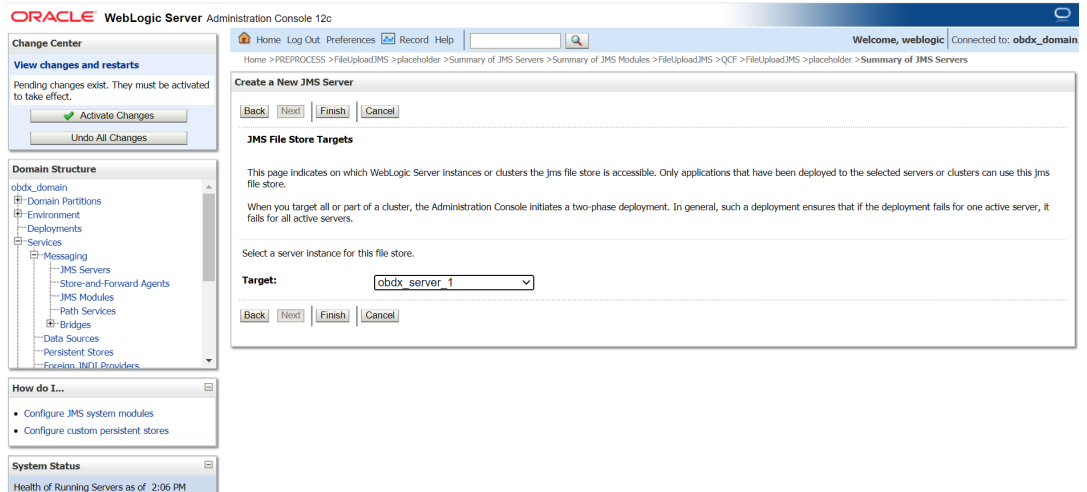 ORACLE WebLogic Server Administration Console 12c
Change Center
View changes and restarts
Pending changes exist. They must be activated
to take effect.
Activate Changes
Undo All Changes
Domain Structure
obdx_domain
Domain Partitions
Environment
Deployments
Services
Messaging
JMS Servers
Store-and-Forward Agents
JMS Modules
Path Services
Bridges
Data Sources
Persistent Stores
Foreign JNDI Providers
How do I...
Configure JMS system modules
Configure custom persistent stores
System Status
Health of Running Servers as of 2:06 PM
Home Log Out Preferences Record Help
Welcome, weblogic Connected to: obdx_domain
Home >PREPROCESS >FileUploadJMS >placeholder >Summary of JMS Servers >Summary of JMS Modules >FileUploadJMS >QCF >FileUploadJMS >placeholder >Summary of JMS Servers
Create a New JMS Server
Back Next Finish Cancel
JMS File Store Targets
This page indicates on which WebLogic Server instances or clusters the jms file store is accessible. Only applications that have been deployed to the selected servers or clusters can use this jms
file store.
When you target all or part of a cluster, the Administration Console initiates a two-phase deployment. In general, such a deployment ensures that if the deployment fails for one active server, it
fails for all active servers.
Select a server instance for this file store.
Target: obdx_server_1
Back Next Finish Cancel